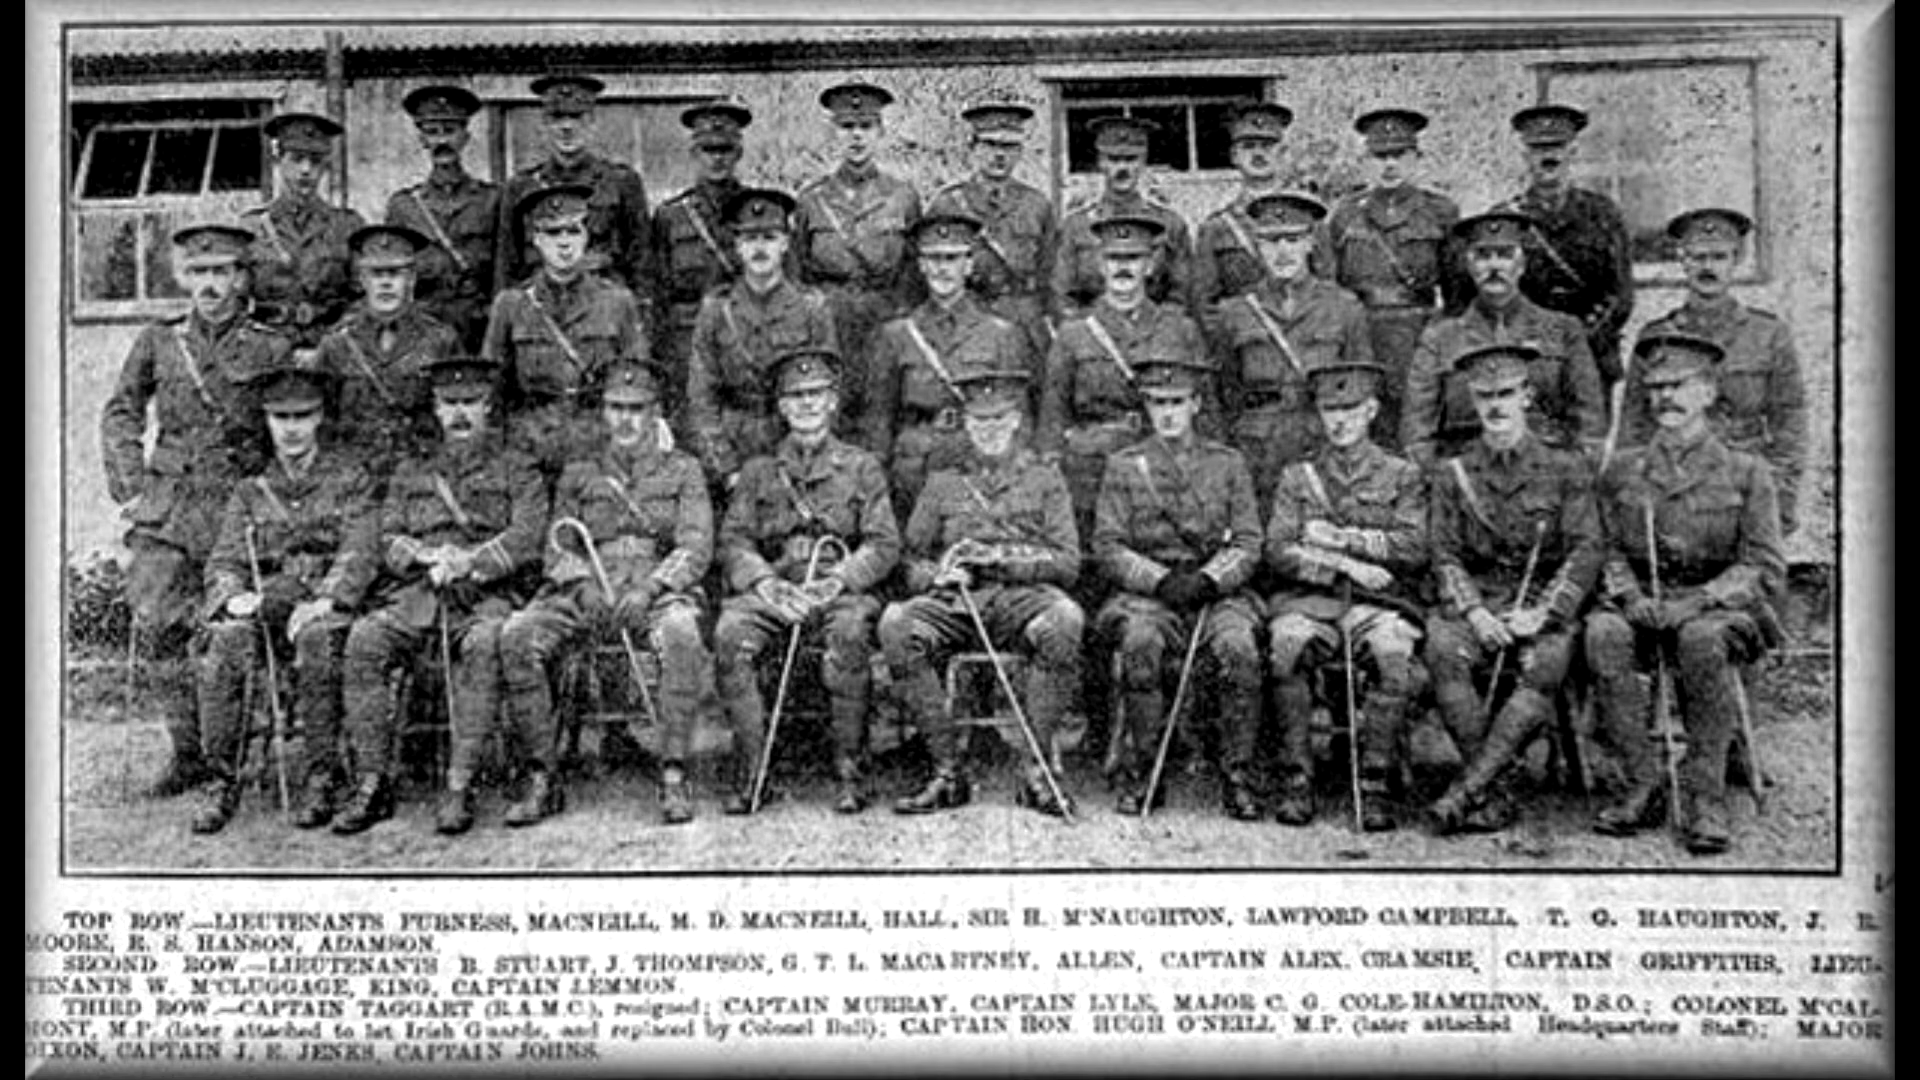 TOP ROW.—LIEUTENANTS FURNESS, MACNEILL, M. D. MACNEILL, HALL, SIR H. M'NAUGHTON, LAWFORD CAMPBELL, T. G. HAUGHTON, J. R.
MOORE, R. S. HANSON, ADAMSON.
SECOND ROW.—LIEUTENANTS B. STUART, J. THOMPSON, G. T. L. MACARTNEY, ALLEN, CAPTAIN ALEX. CRAMSIE, CAPTAIN GRIFFITHS, LIEU-
TENANTS W. M'CLUGGAGE, KING, CAPTAIN LEMMON.
THIRD ROW.—CAPTAIN TAGGART (R.A.M.C.), resigned; CAPTAIN MURRAY, CAPTAIN LYLE, MAJOR C. G. COLE-HAMILTON, D.S.O.; COLONEL M'CAL-
MONT, M.P. (later attached to 1st Irish Guards, and replaced by Colonel Bull); CAPTAIN HON. HUGH O'NEILL, M.P. (later attached Headquarters Staff); MAJOR
DIXON, CAPTAIN J. E. JENKS, CAPTAIN JOHNS.